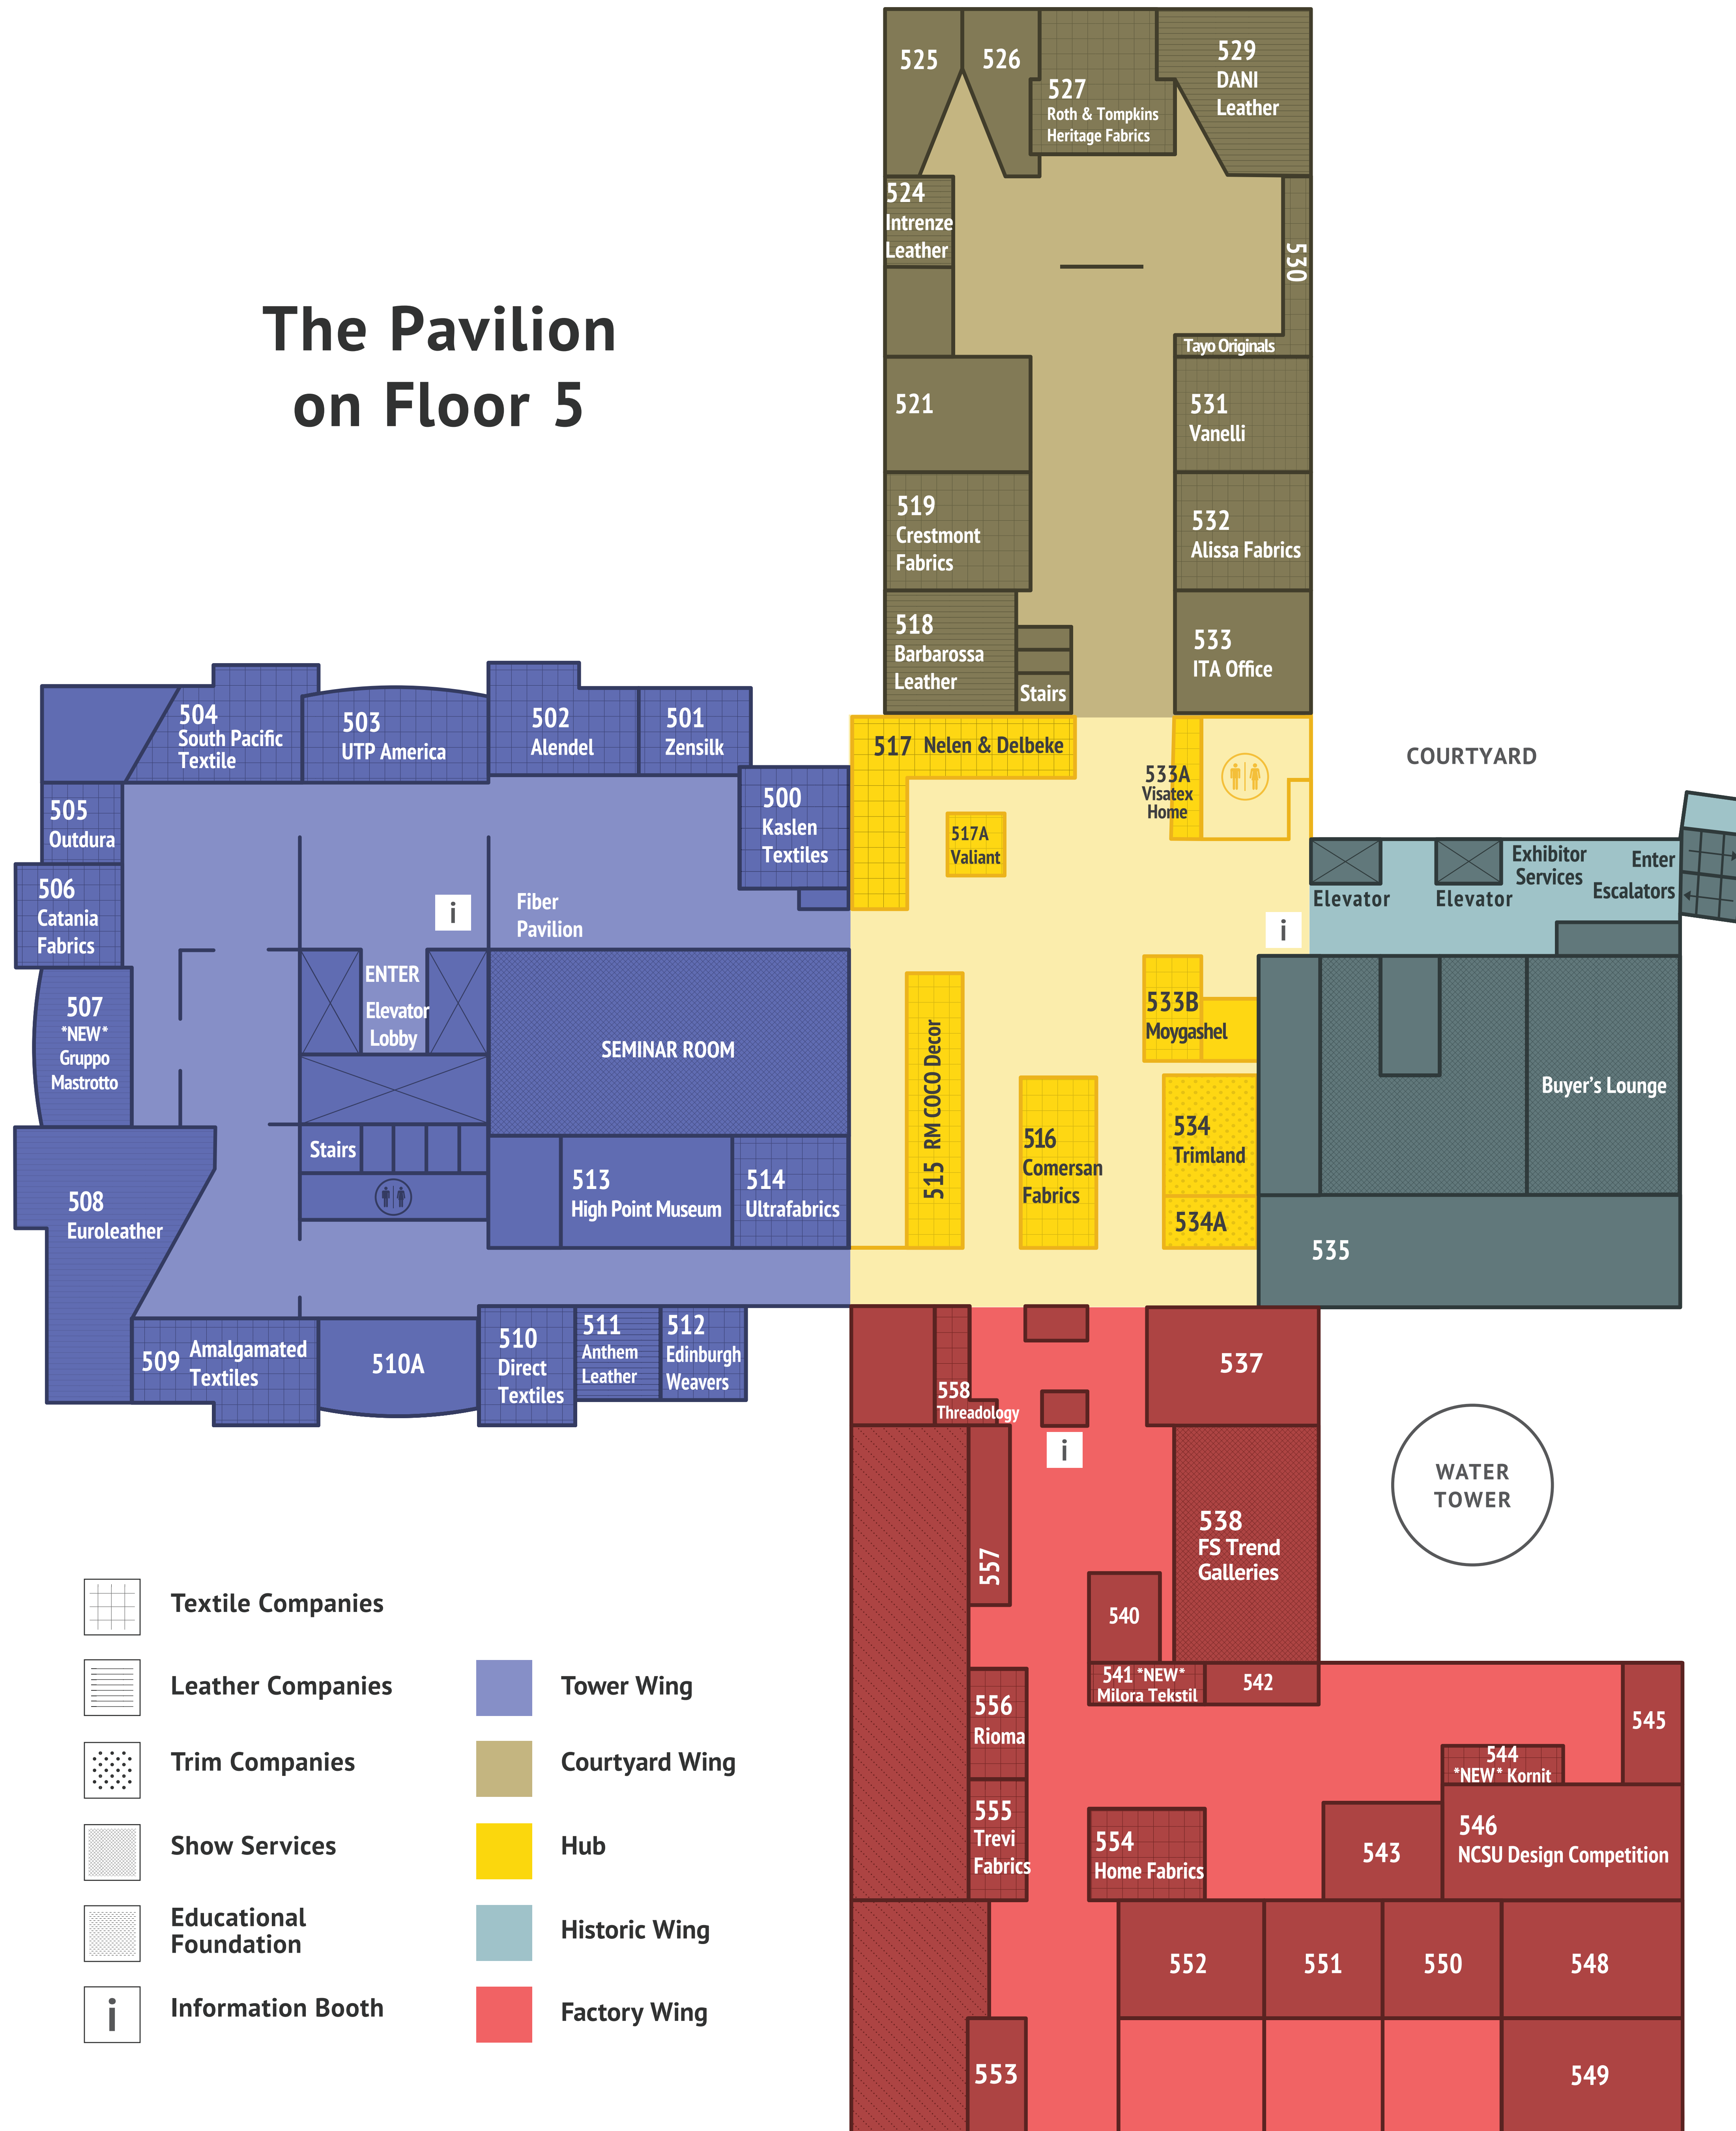 The Pavilion
on Floor 5
525
526
527
Roth & Tompkins
Heritage Fabrics
529
DANI
Leather
524
Intrenze
Leather
530
Tayo Originals
521
531
Vanelli
519
Crestmont
Fabrics
532
Alissa Fabrics
518
Barbarossa
Leather
Stairs
533
ITA Office
504
South Pacific
Textile
503
UTP America
502
Alendel
501
Zensilk
500
Kaslen
Textiles
505
Outdura
506
Catania
Fabrics
507
*NEW*
Gruppo
Mastrotto
508
Euroleather
i
Fiber
Pavilion
ENTER
Elevator
Lobby
SEMINAR ROOM
Stairs
513
High Point Museum
514
Ultrafabrics
509
Amalgamated
Textiles
510A
510
Direct
Textiles
511
Anthem
Leather
512
Edinburgh
Weavers
517 Nelen & Delbeke
517A
Valiant
533A
Visatex
Home
i
515 RM COCO Decor
516
Comersan
Fabrics
533B
Moygashel
534
Trimland
534A
COURTYARD
Elevator
Elevator
Exhibitor
Services
Enter
Escalators
Buyer's Lounge
535
WATER
TOWER
558
Threadology
i
537
557
538
FS Trend
Galleries
540
541 *NEW*
Milora Tekstil
542
545
556
Rioma
544
*NEW* Kornit
555
Trevi
Fabrics
554
Home Fabrics
543
546
NCSU Design Competition
552
551
550
548
553
549
Textile Companies
Leather Companies
Trim Companies
Show Services
Educational
Foundation
i
Information Booth
Tower Wing
Courtyard Wing
Hub
Historic Wing
Factory Wing